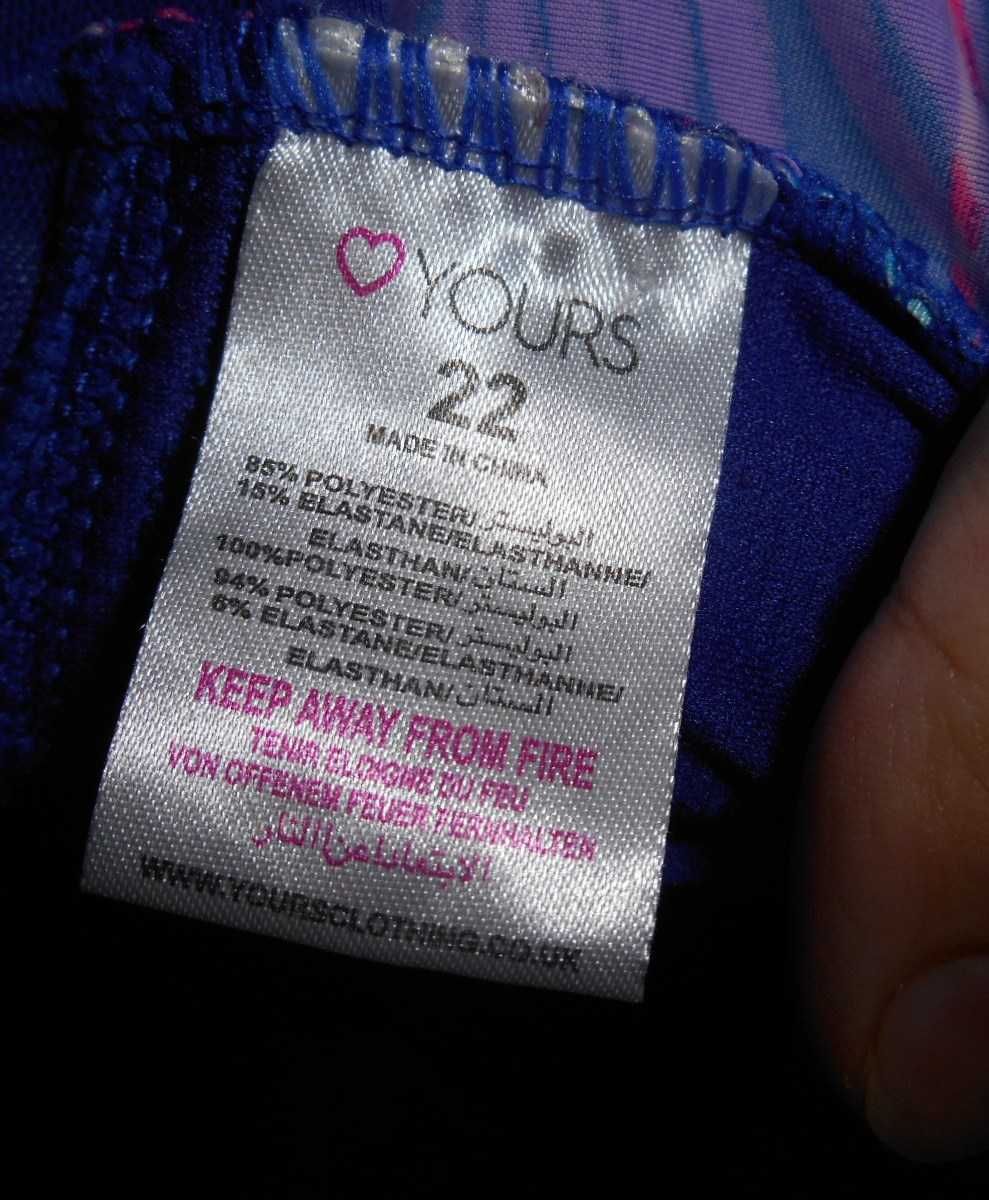 YOURS
22
MADE IN CHINA
85% POLYESTER/البوليستر
15% ELASTANE/ELASTHANNE/
ELASTHAN/الستان
100%POLYESTER/البوليستر
94% POLYESTER/البوليستر
6% ELASTANE/ELASTHANNE/
ELASTHAN/الستان
KEEP AWAY FROM FIRE
TENIR ELOIGNE DU FEU
VON OFFENEM FEUER FERNHALTEN
الابتعاد عن النار
WWW.YOURSCLOTHING.CO.UK